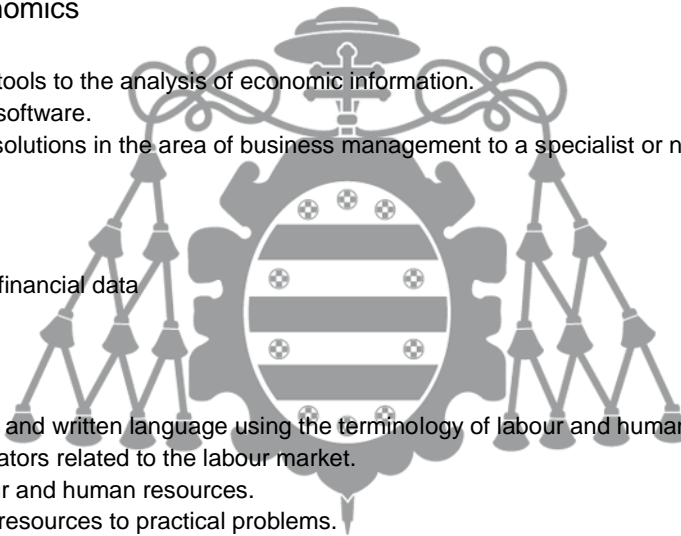 nomics
tools to the analysis of economic information.
software.
solutions in the area of business management to a specialist or n
financial data
and written language using the terminology of labour and human
ators related to the labour market.
r and human resources.
resources to practical problems.